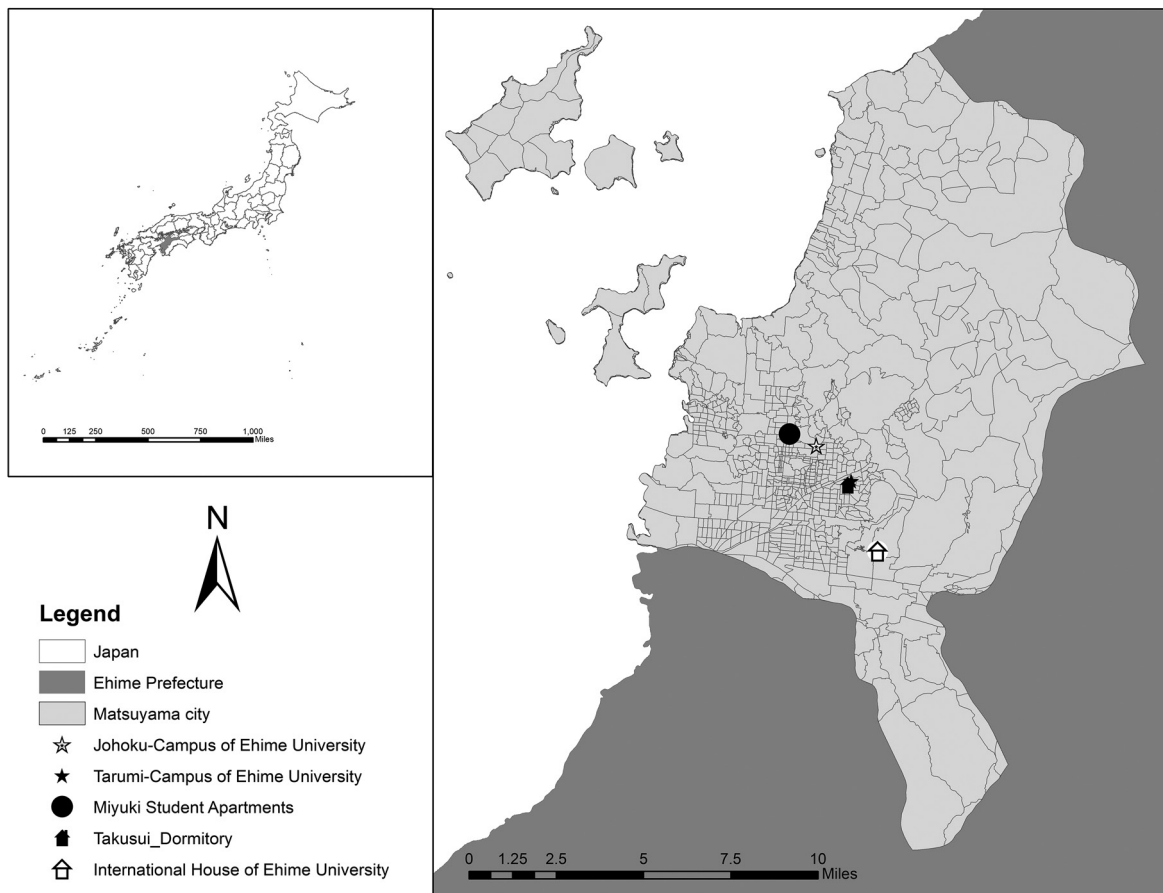 0 125 250 500 750 1,000
Miles
N
Legend
Japan
Ehime Prefecture
Matsuyama city
Johoku-Campus of Ehime University
Tarumi-Campus of Ehime University
Miyuki Student Apartments
Takusui_Dormitory
International House of Ehime University
0 1.25 2.5 5 7.5 10
Miles